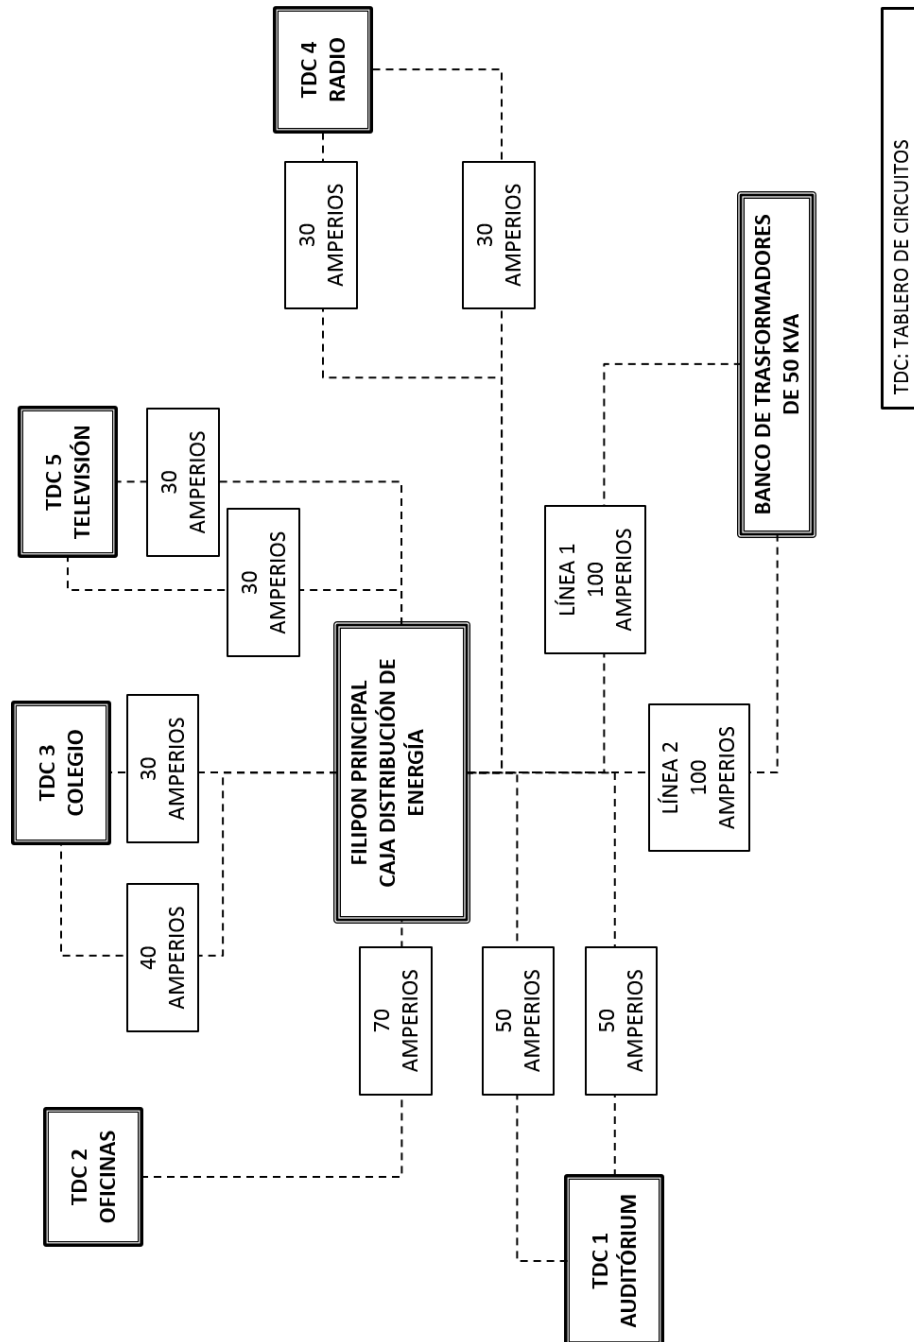 TDC 2
OFICINAS
TDC 3
COLEGIO
TDC 5
TELEVISIÓN
TDC 4
RADIO
40
AMPERIOS
30
AMPERIOS
30
AMPERIOS
30
AMPERIOS
30
AMPERIOS
30
AMPERIOS
70
AMPERIOS
FILIPON PRINCIPAL
CAJA DISTRIBUCIÓN DE
ENERGÍA
50
AMPERIOS
50
AMPERIOS
LÍNEA 1
100
AMPERIOS
LÍNEA 2
100
AMPERIOS
TDC 1
AUDITÓRIUM
BANCO DE TRASFORMADORES
DE 50 KVA
TDC: TABLERO DE CIRCUITOS